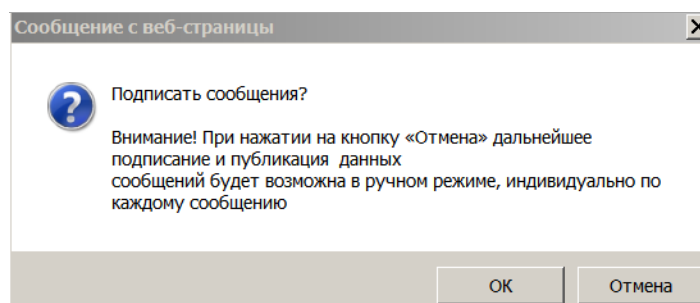 Сообщение с веб-страницы
Подписать сообщения?
Внимание! При нажатии на кнопку «Отмена» дальнейшее
подписание и публикация данных
сообщений будет возможна в ручном режиме, индивидуально по
каждому сообщению
ОК
Отмена